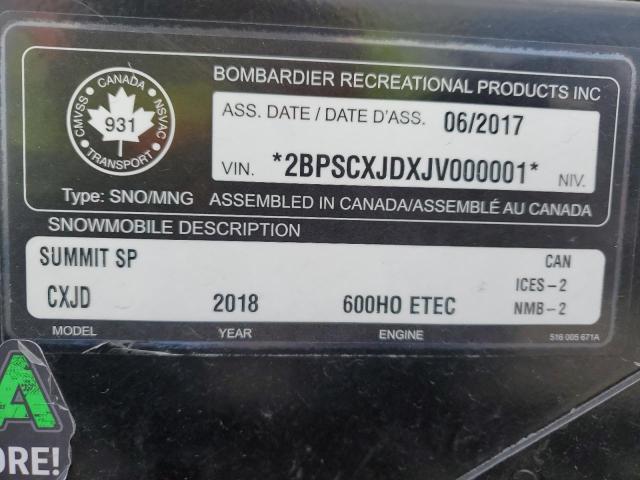 CMVSS CANADA NSVAC
931
TRANSPORT
Type: SNO/MNG
BOMBARDIER RECREATIONAL PRODUCTS INC
ASS. DATE / DATE D'ASS. 06/2017
VIN. *2BPSCXJDXJV000001* NIV.
ASSEMBLED IN CANADA/ASSEMBLÉ AU CANADA
SNOWMOBILE DESCRIPTION
SUMMIT SP CAN
ICES-2
CXJD 2018 600HO ETEC NMB-2
MODEL YEAR ENGINE 516 005 671A
A
ORE!